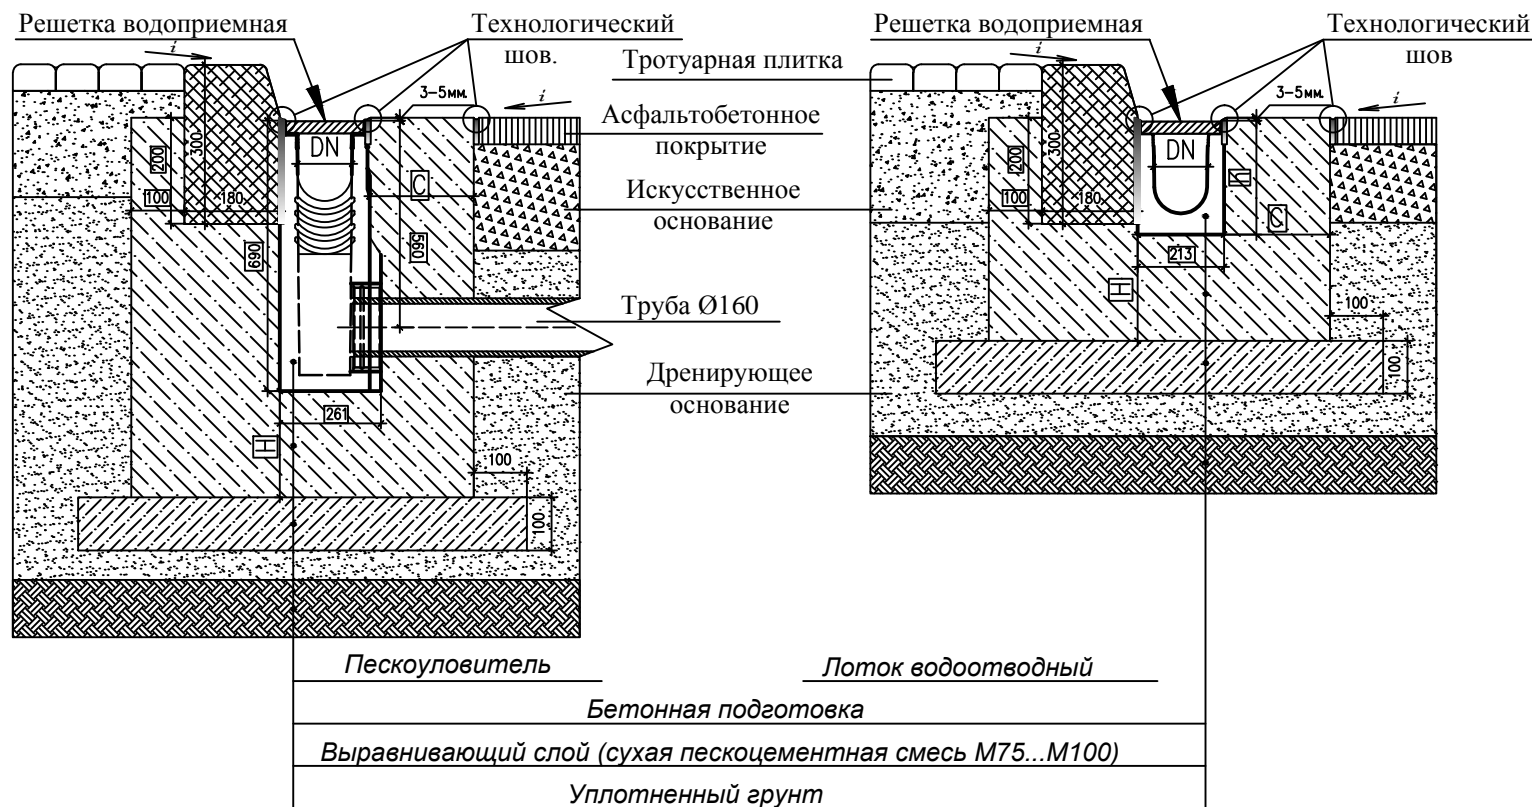 Решетка водоприемная
Технологический
шов.
Решетка водоприемная
Технологический
шов
i
i
i
i
Тротуарная плитка
3-5мм.
3-5мм.
Асфальтобетонное
покрытие
Искусственное
основание
Труба Ø160
Дренирующее
основание
DN
200
300
100
180
C
560
690
261
H
100
100
DN
200
300
100
180
h
C
213
H
100
100
Пескоуловитель
Лоток водоотводный
Бетонная подготовка
Выравнивающий слой (сухая пескоцементная смесь М75...М100)
Уплотненный грунт